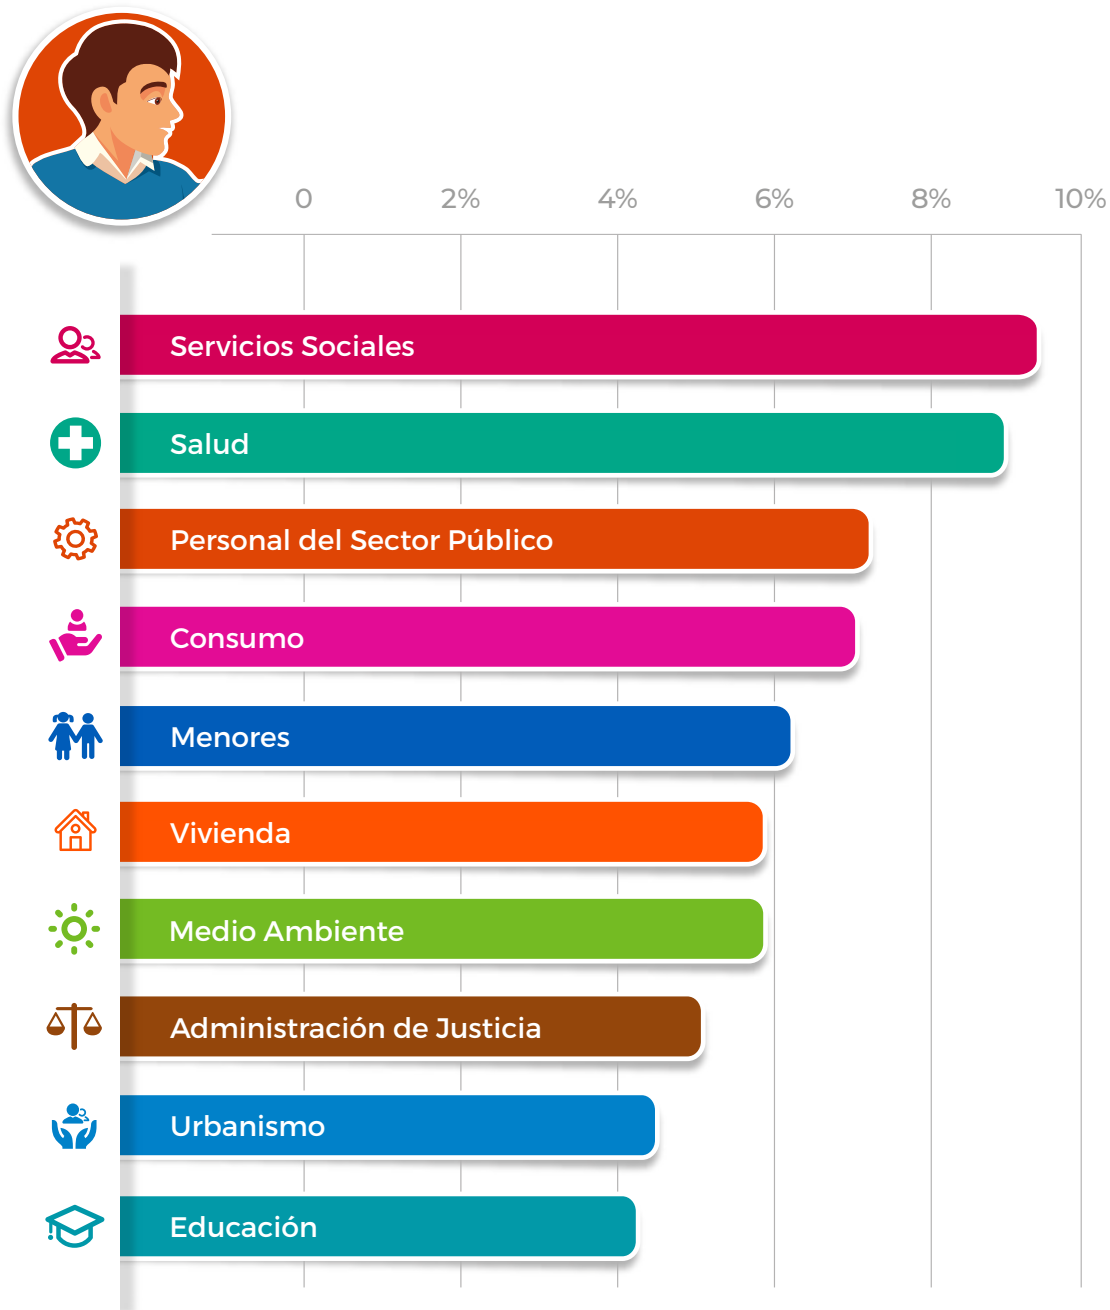 0 2% 4% 6% 8% 10%
Servicios Sociales
Salud
Personal del Sector Público
Consumo
Menores
Vivienda
Medio Ambiente
Administración de Justicia
Urbanismo
Educación